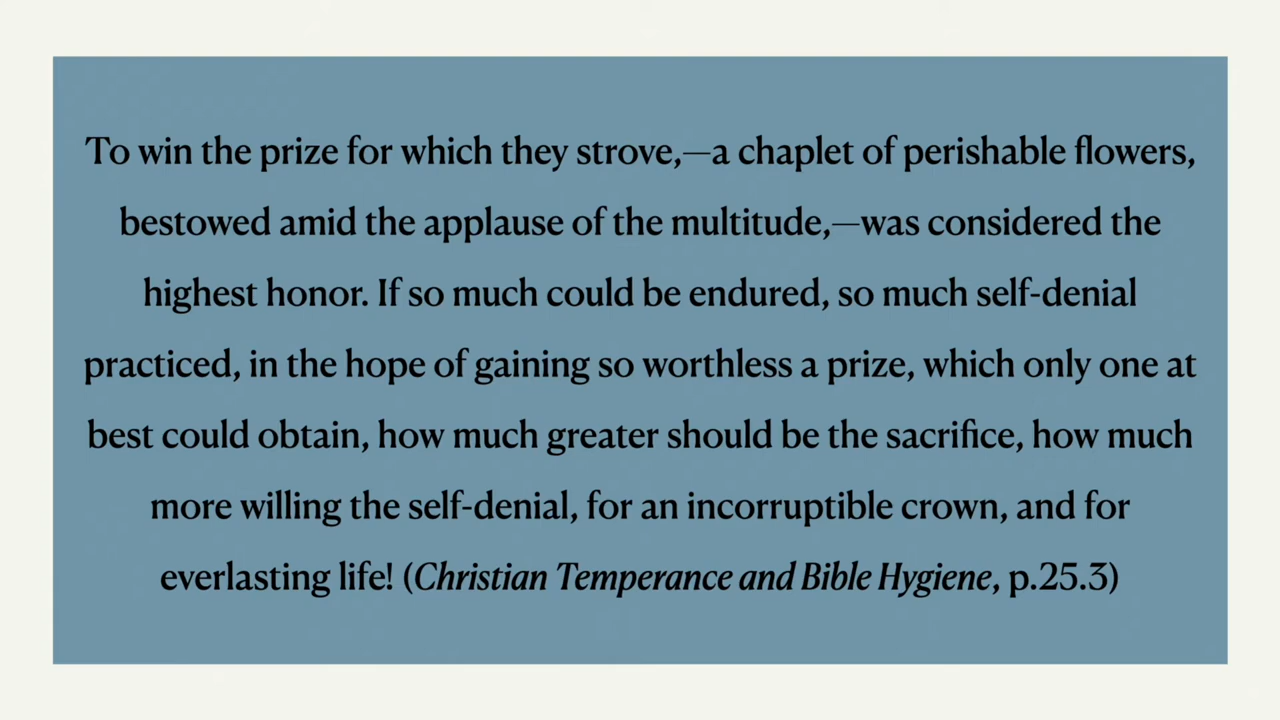 To win the prize for which they strove,—a chaplet of perishable flowers,
bestowed amid the applause of the multitude,—was considered the
highest honor. If so much could be endured, so much self-denial
practiced, in the hope of gaining so worthless a prize, which only one at
best could obtain, how much greater should be the sacrifice, how much
more willing the self-denial, for an incorruptible crown, and for
everlasting life! (Christian Temperance and Bible Hygiene, p.25.3)